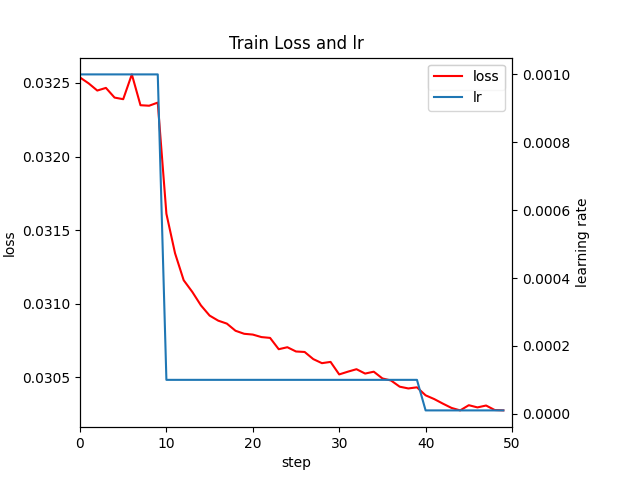 Train Loss and lr
loss
lr
0.0325
0.0320
0.0315
0.0310
0.0305
loss
0.0010
0.0008
0.0006
0.0004
0.0002
0.0000
learning rate
0 10 20 30 40 50
step